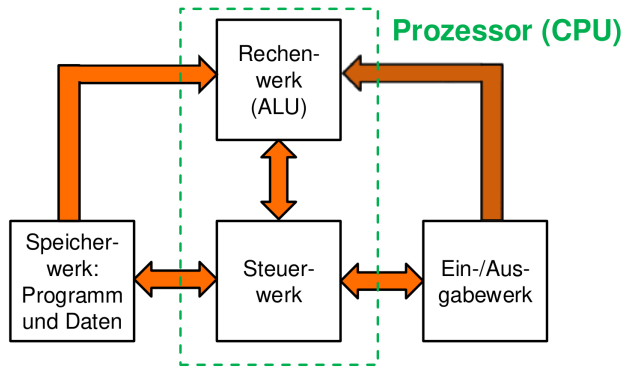 Prozessor (CPU)
Rechen-
werk
(ALU)
Speicher-
werk:
Programm
und Daten
Steuer-
werk
Ein-/Aus-
gabewerk